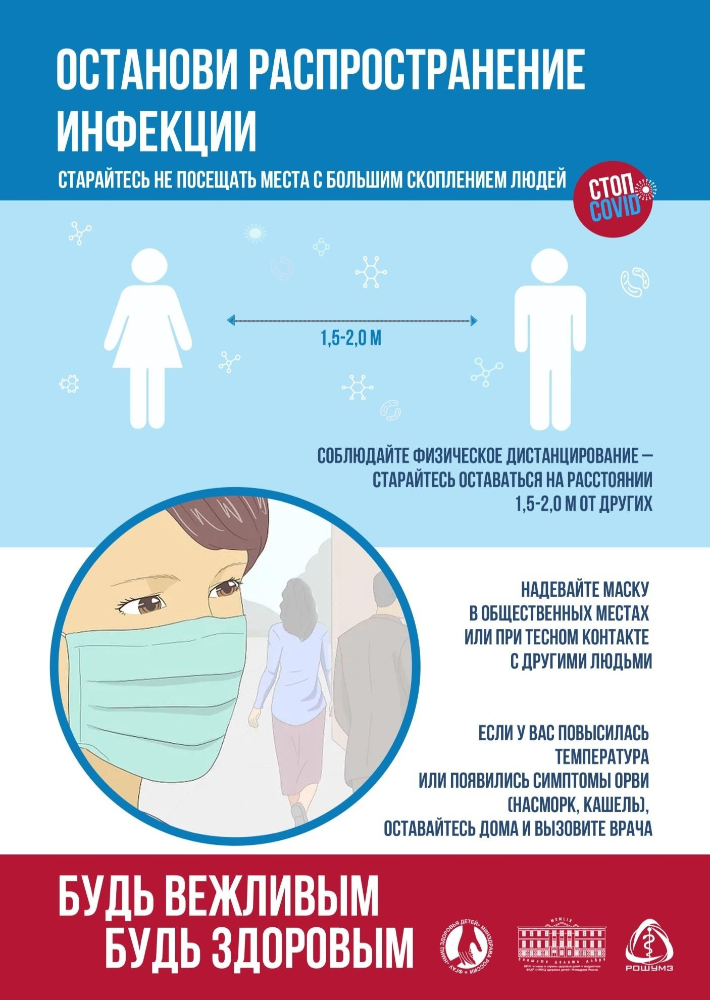 ОСТАНОВИ РАСПРОСТРАНЕНИЕ
ИНФЕКЦИИ
СТАРАЙТЕСЬ НЕ ПОСЕЩАТЬ МЕСТА С БОЛЬШИМ СКОПЛЕНИЕМ ЛЮДЕЙ
СТОП
COVID
1,5-2,0 М
СОБЛЮДАЙТЕ ФИЗИЧЕСКОЕ ДИСТАНЦИРОВАНИЕ –
СТАРАЙТЕСЬ ОСТАВАТЬСЯ НА РАССТОЯНИИ
1,5-2,0 М ОТ ДРУГИХ
НАДЕВАЙТЕ МАСКУ
В ОБЩЕСТВЕННЫХ МЕСТАХ
ИЛИ ПРИ ТЕСНОМ КОНТАКТЕ
С ДРУГИМИ ЛЮДЬМИ
ЕСЛИ У ВАС ПОВЫСИЛАСЬ
ТЕМПЕРАТУРА
ИЛИ ПОЯВИЛИСЬ СИМПТОМЫ ОРВИ
(НАСМОРК, КАШЕЛЬ),
ОСТАВАЙТЕСЬ ДОМА И ВЫЗОВИТЕ ВРАЧА
БУДЬ ВЕЖЛИВЫМ
БУДЬ ЗДОРОВЫМ
ФГАУ «НМИЦ ЗДОРОВЬЯ ДЕТЕЙ» МИНЗДРАВА РОССИИ
MCMLIX
спешите делать добро
НИИ гигиены и охраны здоровья детей и подростков
ФГАУ «НМИЦ здоровья детей» Минздрава России
РОШУМЗ